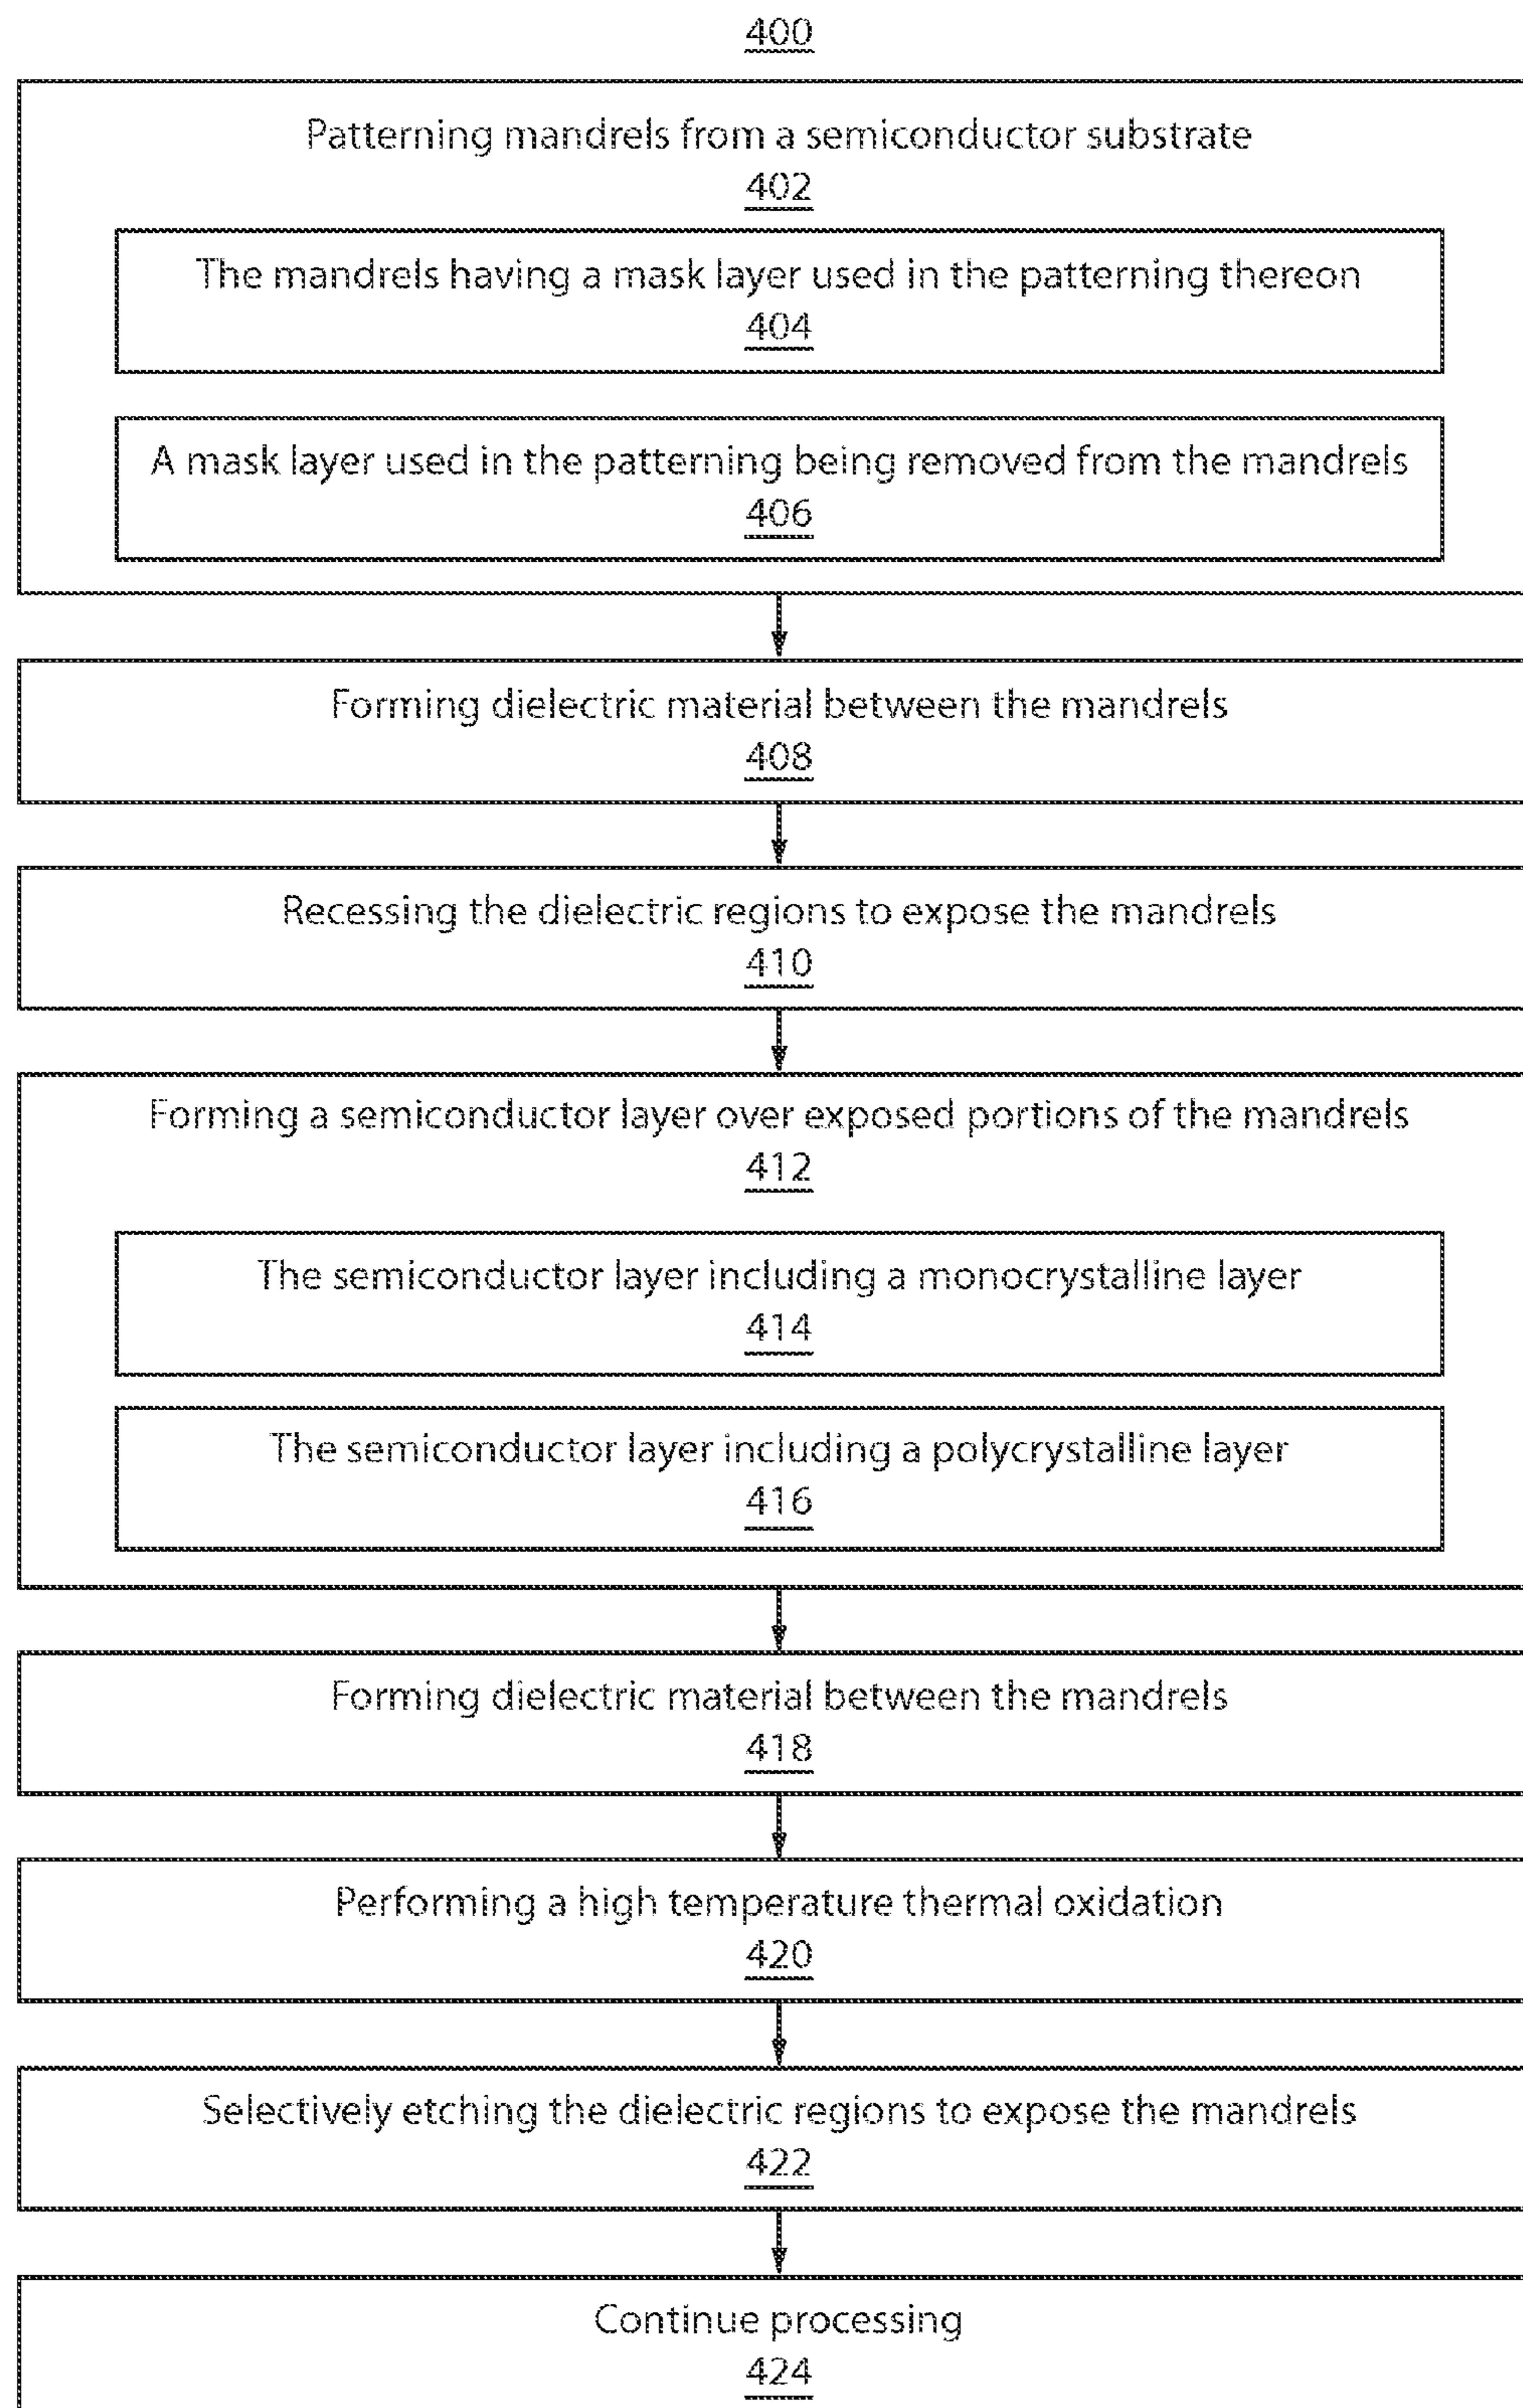 400
Patterning mandrels from a semiconductor substrate
402
The mandrels having a mask layer used in the patterning thereon
404
A mask layer used in the patterning being removed from the mandrels
406
Forming dielectric material between the mandrels
408
Recessing the dielectric regions to expose the mandrels
410
Forming a semiconductor layer over exposed portions of the mandrels
412
The semiconductor layer including a monocrystalline layer
414
The semiconductor layer including a polycrystalline layer
416
Forming dielectric material between the mandrels
418
Performing a high temperature thermal oxidation
420
Selectively etching the dielectric regions to expose the mandrels
422
Continue processing
424